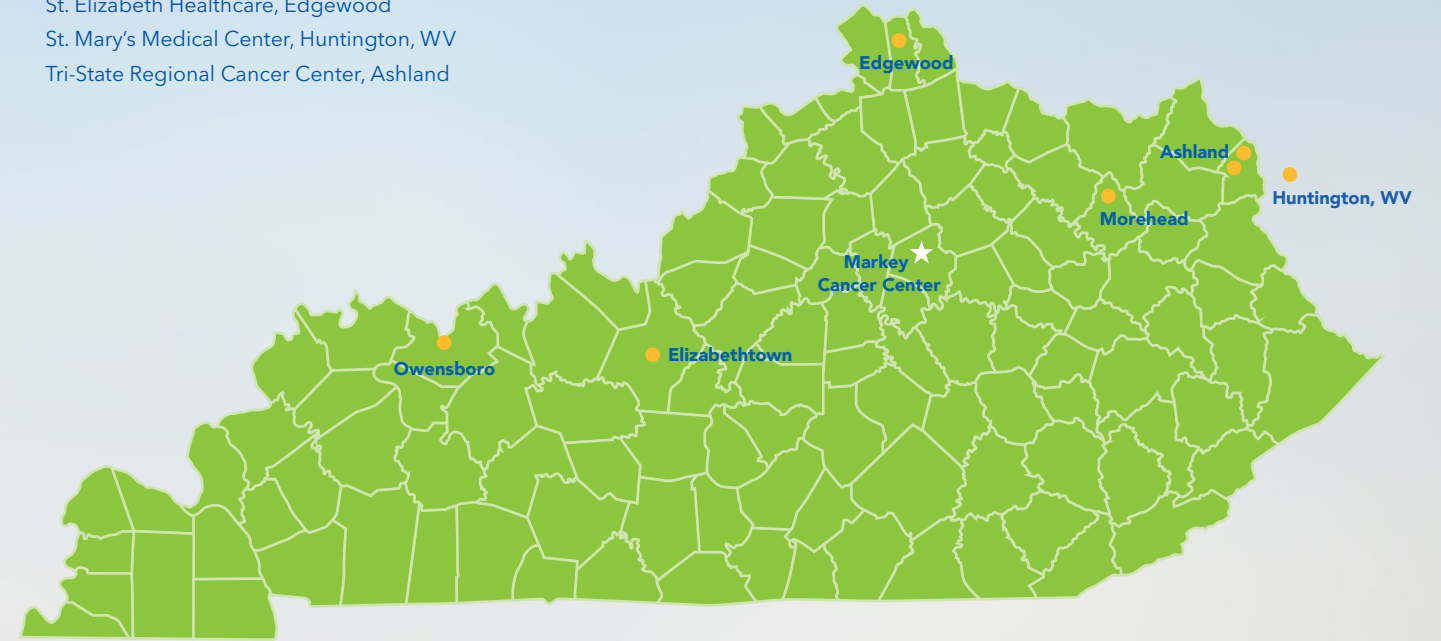 St. Elizabeth Healthcare, Edgewood
St. Mary's Medical Center, Huntington, WV
Tri-State Regional Cancer Center, Ashland
Edgewood
Ashland
Huntington, WV
Morehead
Markey
Cancer Center
Elizabethtown
Owensboro